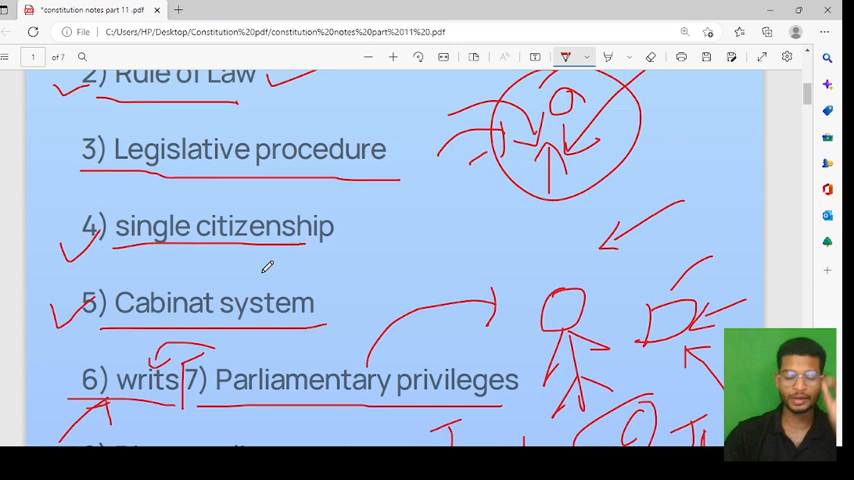 *constitution notes part 11 .pdf
File
C:/Users/HP/Desktop/Constitution%20pdf/constitution%20notes%20part%2011%20.pdf
1 of 7
2) Rule of Law
3) Legislative procedure
4) single citizenship
5) Cabinat system
6) writs 7) Parliamentary privileges